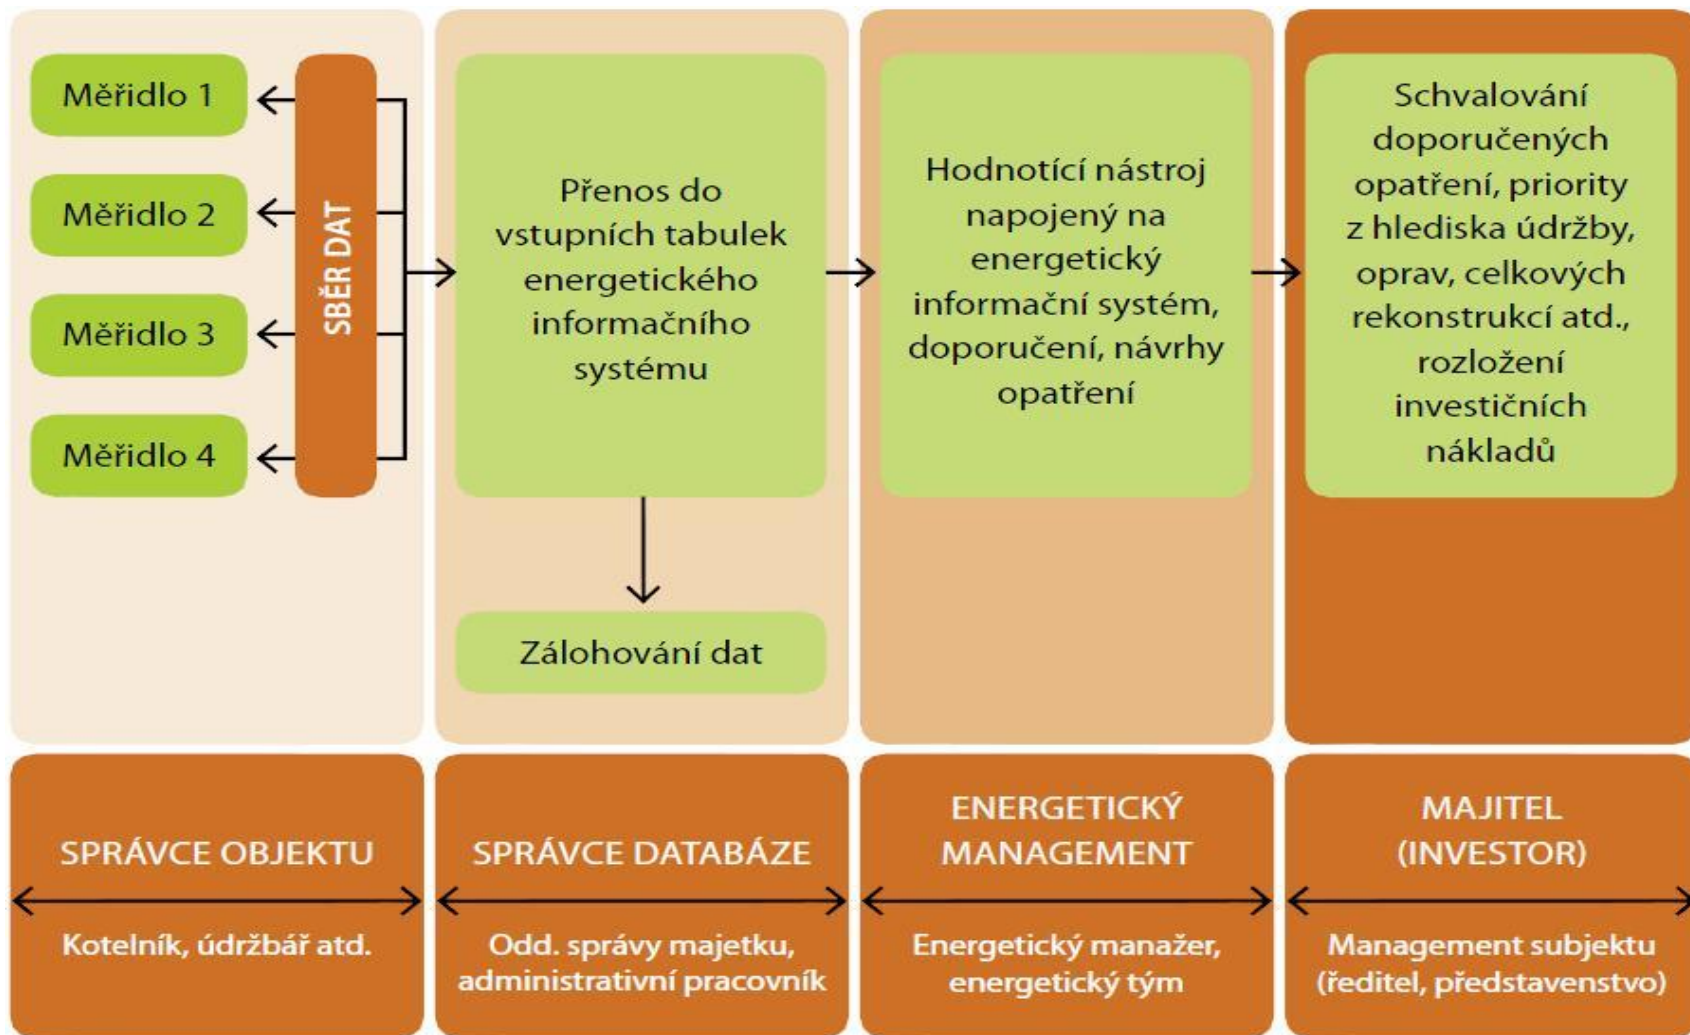 Měřidlo 1
Měřidlo 2
Měřidlo 3
Měřidlo 4
SBĚR DAT
Přenos do
vstupních tabulek
energetického
informačního
systému
Zálohování dat
Hodnotící nástroj
napojený na
energetický
informační systém,
doporučení, návrhy
opatření
Schvalování
doporučených
opatření, priority
z hlediska údržby,
oprav, celkových
rekonstrukcí atd.,
rozložení
investičních
nákladů
SPRÁVCE OBJEKTU
Kotelník, údržbář atd.
SPRÁVCE DATABÁZE
Odd. správy majetku,
administrativní pracovník
ENERGETICKÝ
MANAGEMENT
Energetický manažer,
energetický tým
MAJITEL
(INVESTOR)
Management subjektu
(ředitel, představenstvo)